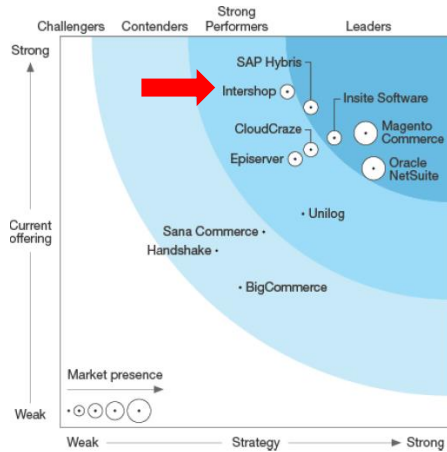 Challengers
Contenders
Strong
Performers
Leaders
Strong
SAP Hybris
Intershop
Insite Software
CloudCraze
Magento
Commerce
Episerver
Oracle
NetSuite
Unilog
Current
offering
Sana Commerce
Handshake
BigCommerce
Market presence
Weak
Weak
Strategy
Strong